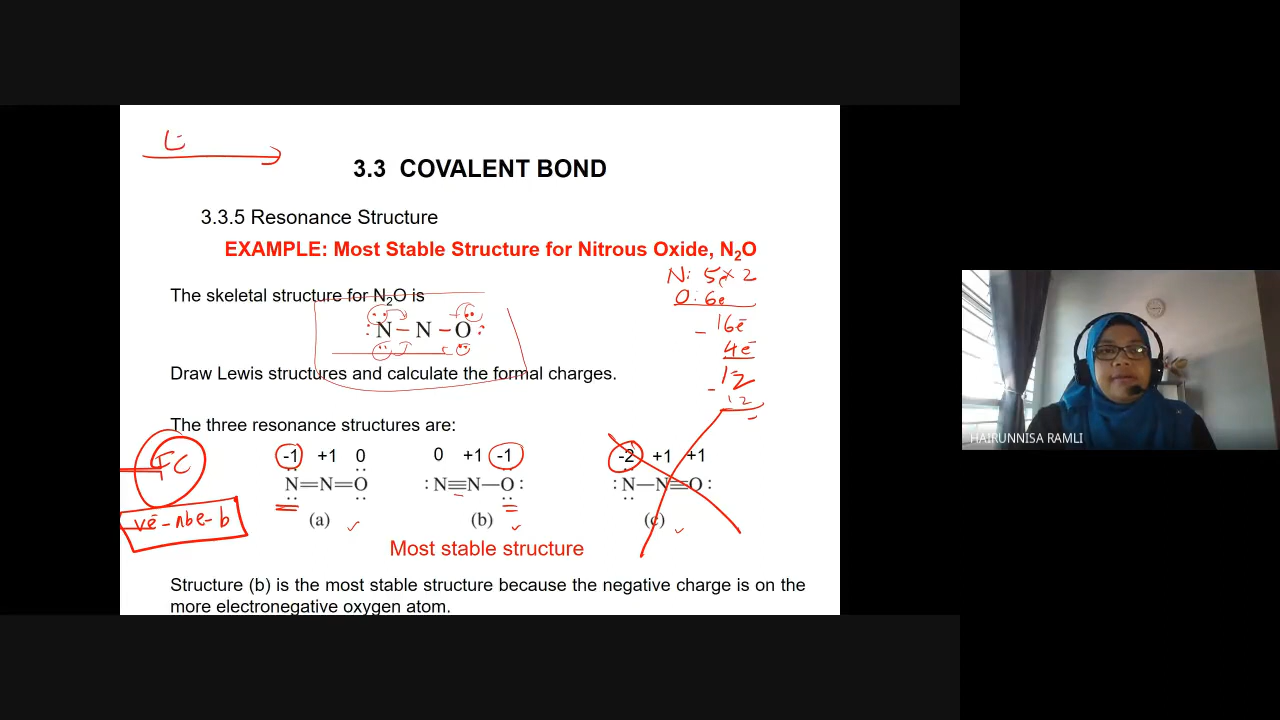 3.3 COVALENT BOND
3.3.5 Resonance Structure
EXAMPLE: Most Stable Structure for Nitrous Oxide, N₂O
N: 5e × 2
O: 6e
The skeletal structure for N₂O is
- 16e⁻
N – N – O
4e⁻
Draw Lewis structures and calculate the formal charges.
- 12
12
The three resonance structures are:
FC
-1 +1 0
0 +1 -1
-2 +1 +1
N=N=O
:N≡N—O:
:N—N≡O:
ve⁻ - nbe - b
(a) ✓
(b) ✓
(c) ✓
Most stable structure
Structure (b) is the most stable structure because the negative charge is on the
more electronegative oxygen atom.
HAIRUNNISA RAMLI